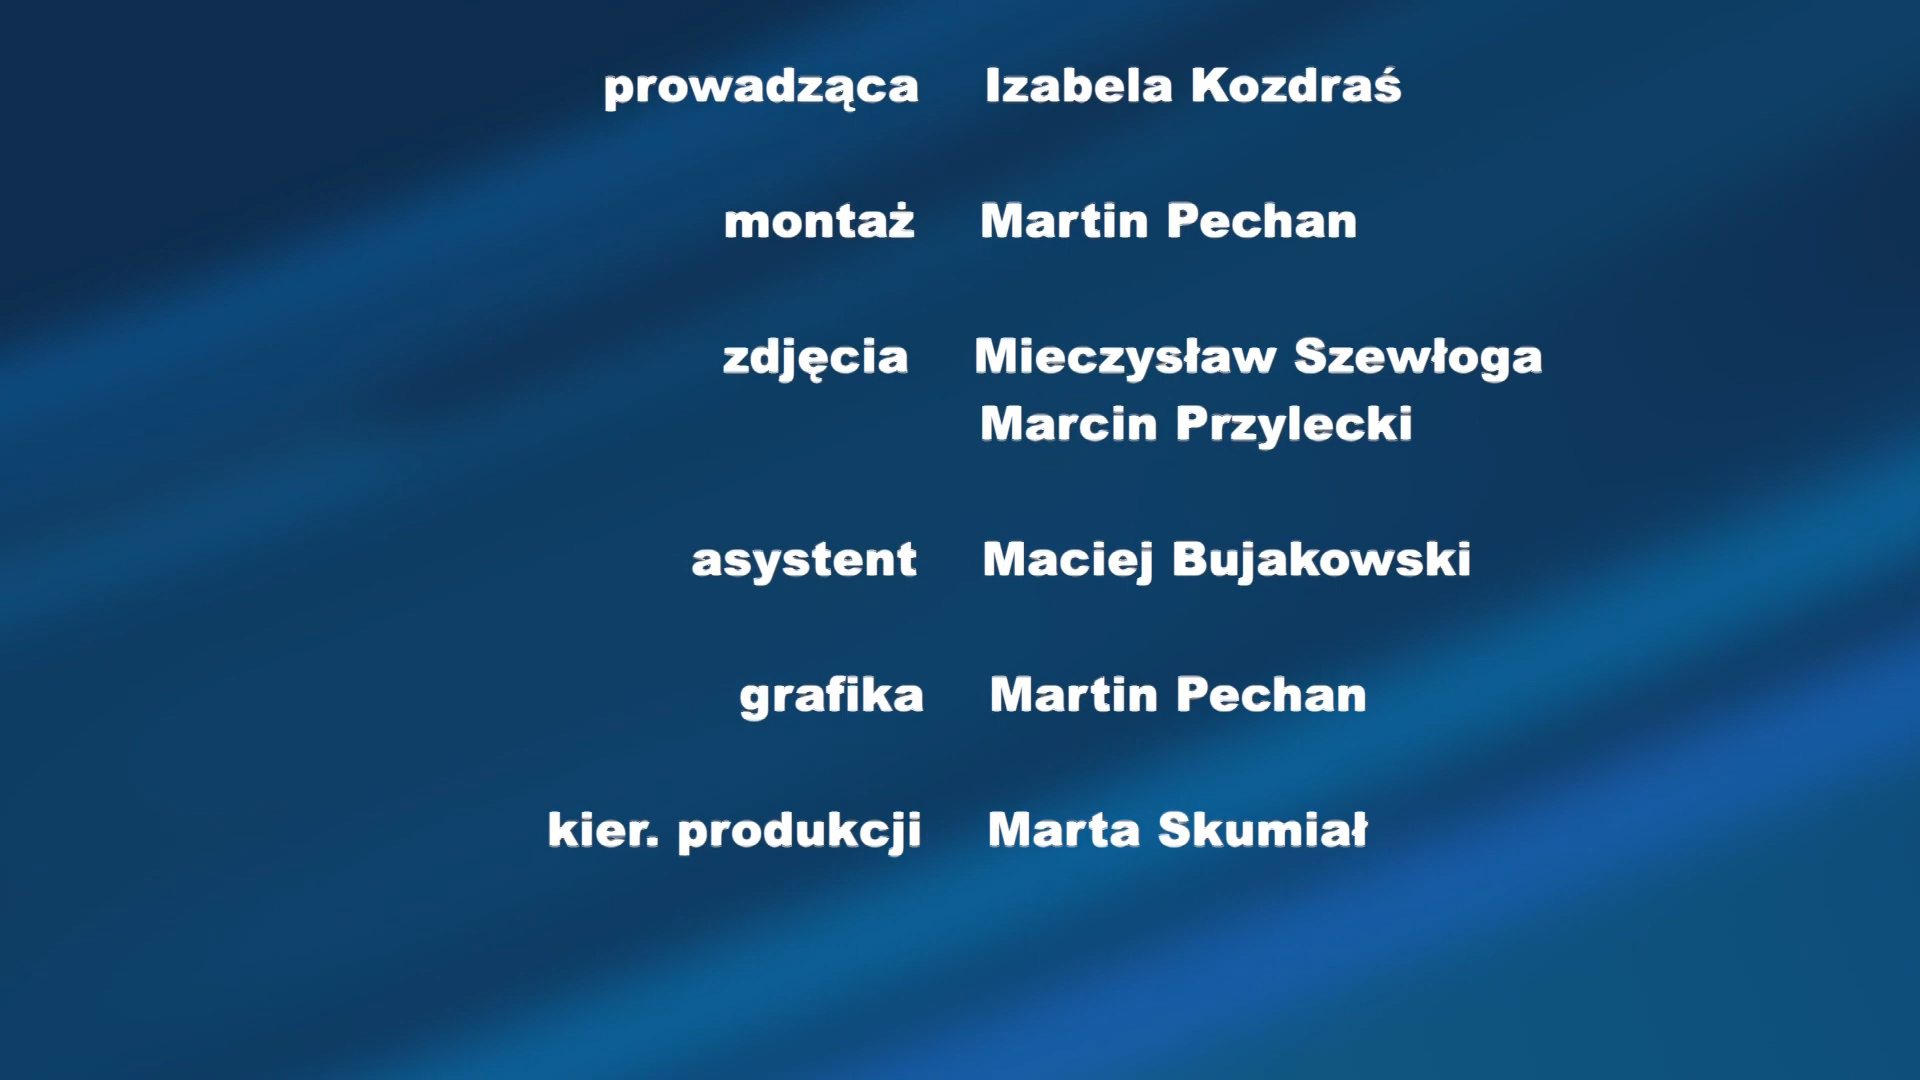 prowadząca Izabela Kozdraś
montaż Martin Pechan
zdjęcia Mieczysław Szewłoga
Marcin Przylecki
asystent Maciej Bujakowski
grafika Martin Pechan
kier. produkcji Marta Skumiał